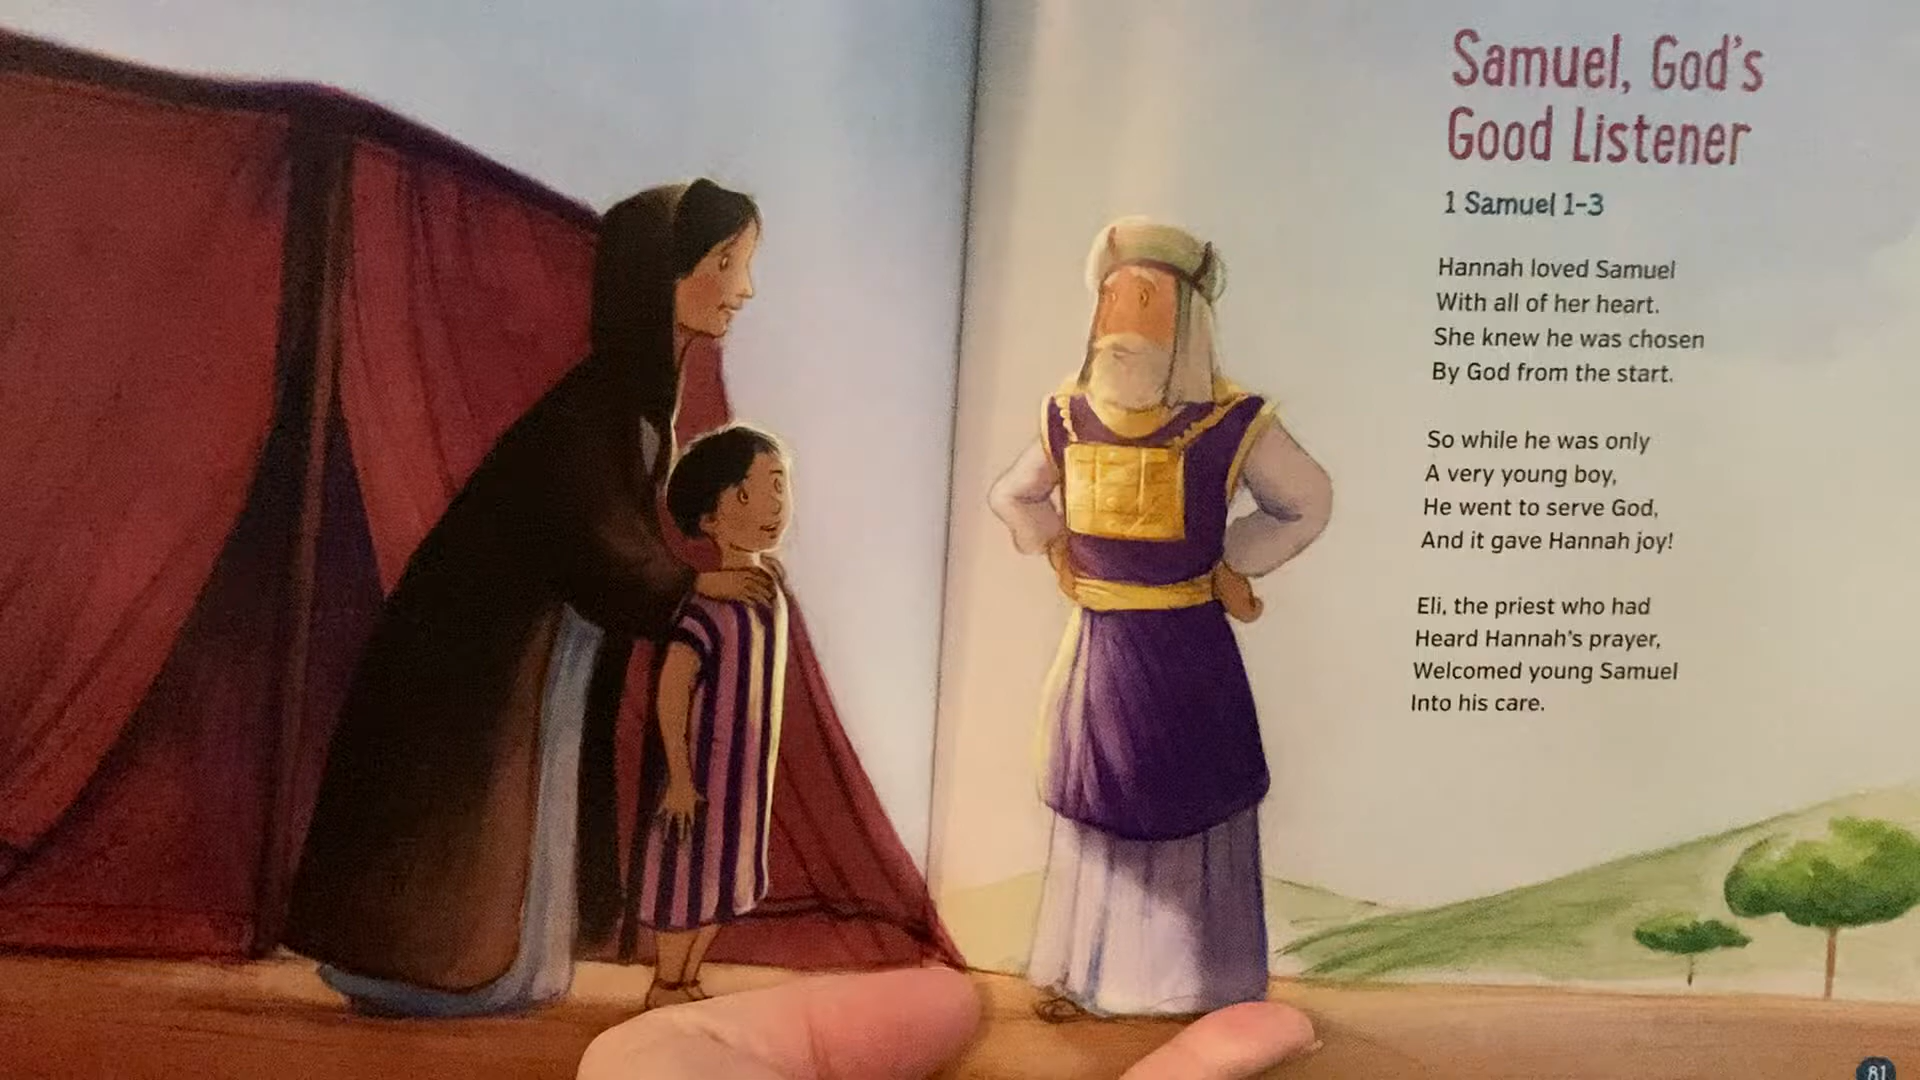 Samuel, God's
Good Listener
1 Samuel 1-3
Hannah loved Samuel
With all of her heart.
She knew he was chosen
By God from the start.
So while he was only
A very young boy,
He went to serve God,
And it gave Hannah joy!
Eli, the priest who had
Heard Hannah's prayer,
Welcomed young Samuel
Into his care.
81